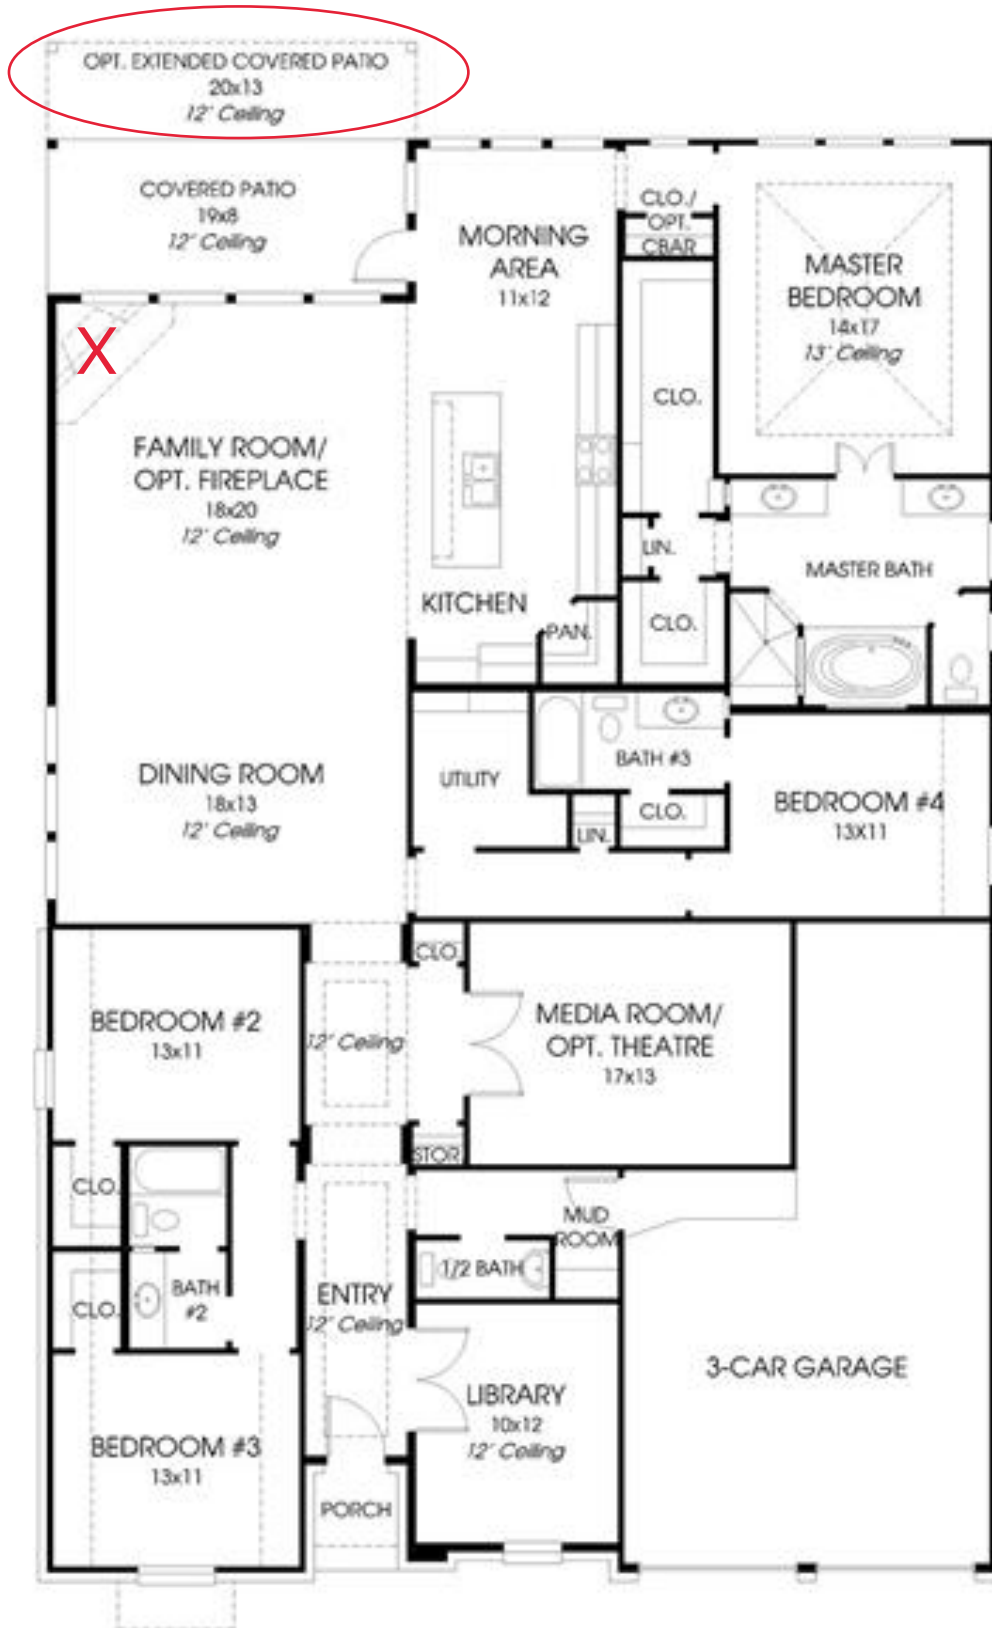 OPT. EXTENDED COVERED PATIO
20x13
12' Ceiling
COVERED PATIO
19x8
12' Ceiling
MORNING
AREA
11x12
CLO./
OPT.
CBAR
MASTER
BEDROOM
14x17
13' Ceiling
X
CLO.
FAMILY ROOM/
OPT. FIREPLACE
18x20
12' Ceiling
LIN.
MASTER BATH
KITCHEN
PAN.
CLO.
DINING ROOM
18x13
12' Ceiling
UTILITY
BATH #3
CLO.
LIN.
BEDROOM #4
13X11
CLO.
BEDROOM #2
13x11
12' Ceiling
MEDIA ROOM/
OPT. THEATRE
17x13
STOR
CLO.
MUD
ROOM
1/2 BATH
BATH
#2
CLO.
ENTRY
12' Ceiling
3-CAR GARAGE
LIBRARY
10x12
12' Ceiling
BEDROOM #3
13x11
PORCH